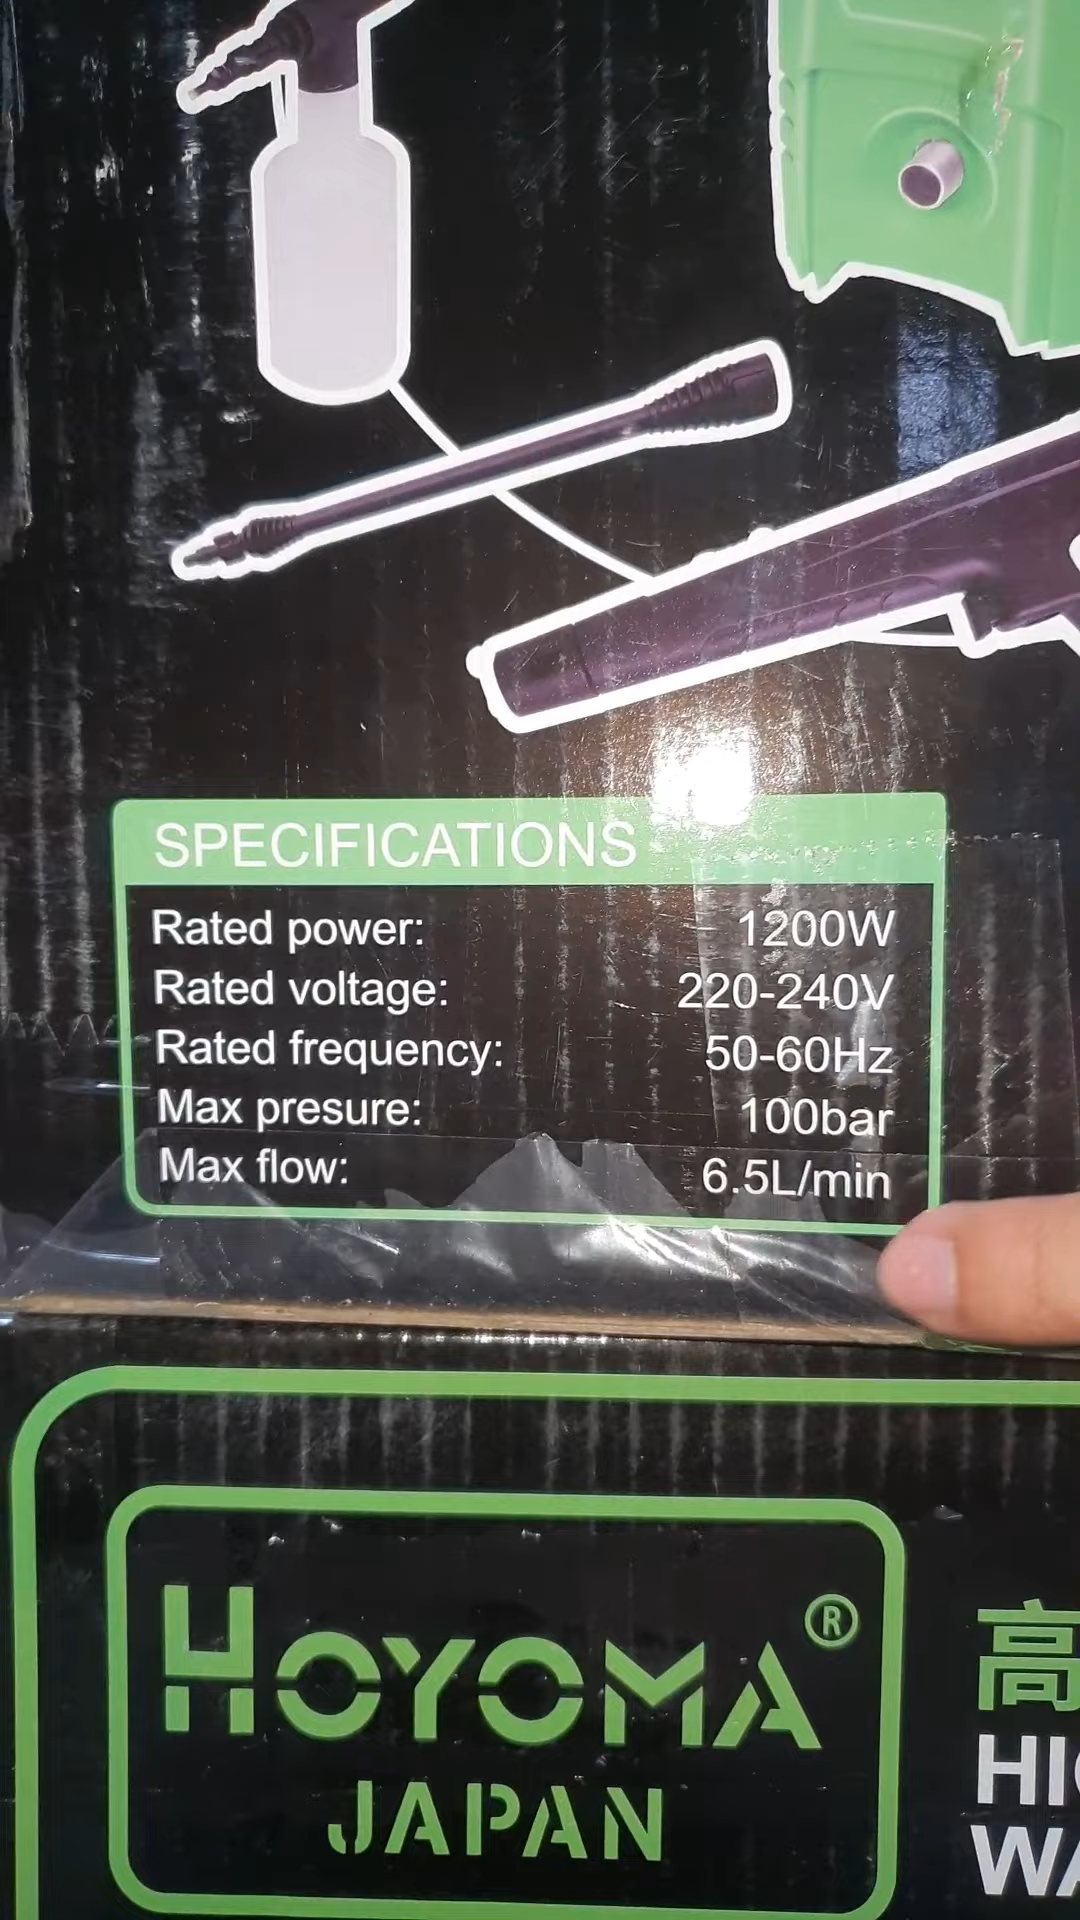 SPECIFICATIONS
Rated power: 1200W
Rated voltage: 220-240V
Rated frequency: 50-60Hz
Max presure: 100bar
Max flow: 6.5L/min
HOYOMA®
JAPAN
高